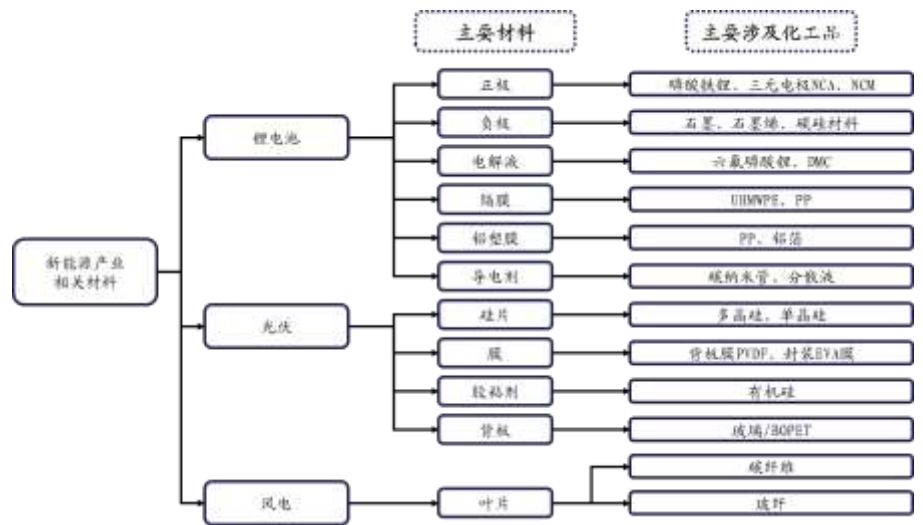 主要材料
主要涉及化工品
正极
磷酸铁锂、三元电极NCA、NCM
锂电池
负极
石墨、石墨烯、碳硅材料
电解液
六氟磷酸锂、DMC
隔膜
UHMWPE、PP
新能源产业
相关材料
铝塑膜
PP、铝箔
导电剂
碳纳米管、分散液
光伏
硅片
多晶硅、单晶硅
膜
背板膜PVDF、封装EVA膜
胶粘剂
有机硅
背板
玻璃/BOPET
风电
叶片
碳纤维
玻纤